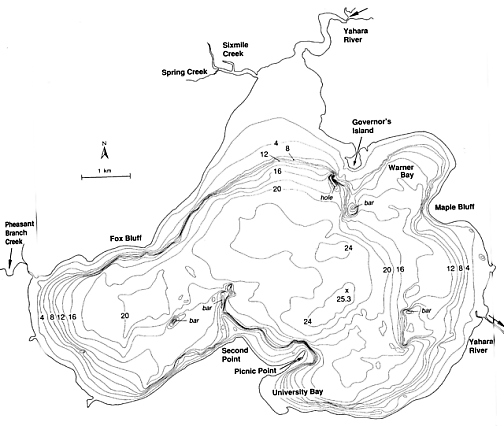 Yahara
River
Sixmile
Creek
Spring Creek
Governor's
Island
4
8
12
16
20
N
1 km
Warner
Bay
hole
bar
Maple Bluff
Pheasant
Branch
Creek
Fox Bluff
24
20
16
12
8
4
x
25.3
bar
bar
bar
4
8
12
16
20
24
Second
Point
Picnic Point
University Bay
Yahara
River